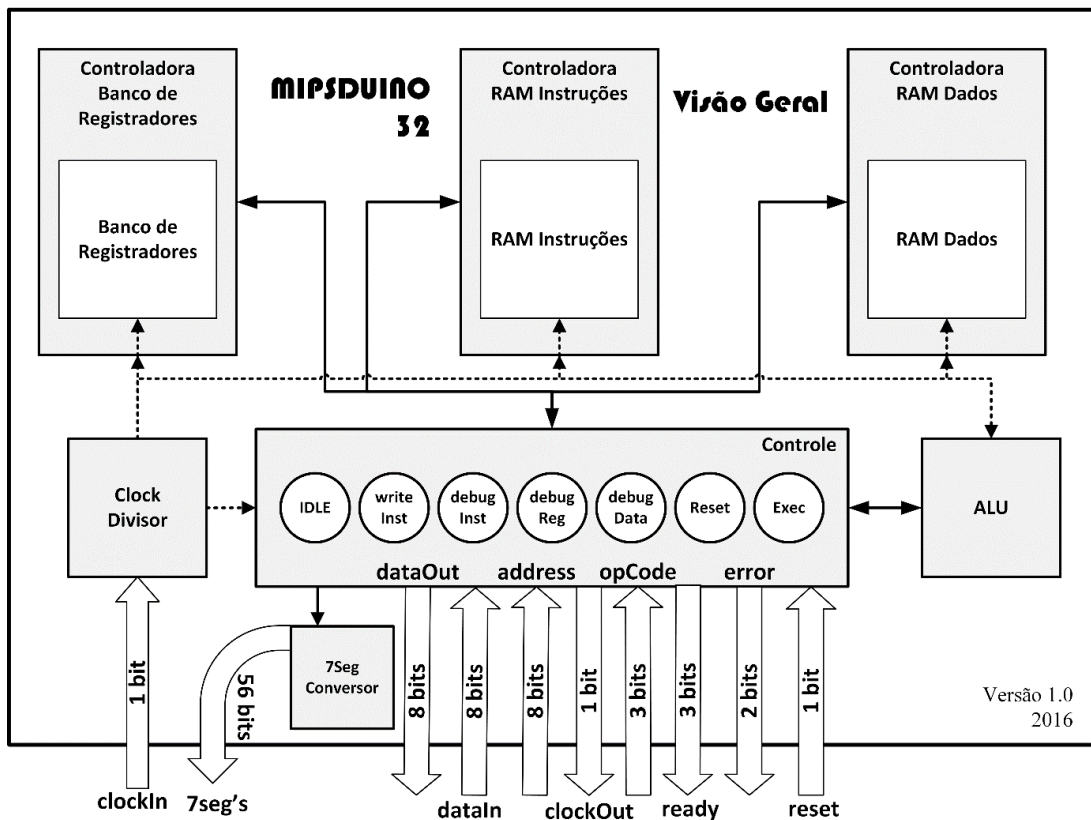 Controladora
Banco de
Registradores
Banco de
Registradores
MIPSDUINO
32
Controladora
RAM Instruções
RAM Instruções
Visão Geral
Controladora
RAM Dados
RAM Dados
Clock
Divisor
Controle
IDLE
write
Inst
debug
Inst
debug
Reg
debug
Data
Reset
Exec
dataOut
address
opCode
error
ALU
7Seg
Conversor
1 bit
56 bits
8 bits
8 bits
8 bits
1 bit
3 bits
3 bits
2 bits
1 bit
Versão 1.0
2016
clockIn
7seg's
dataIn
clockOut
ready
reset